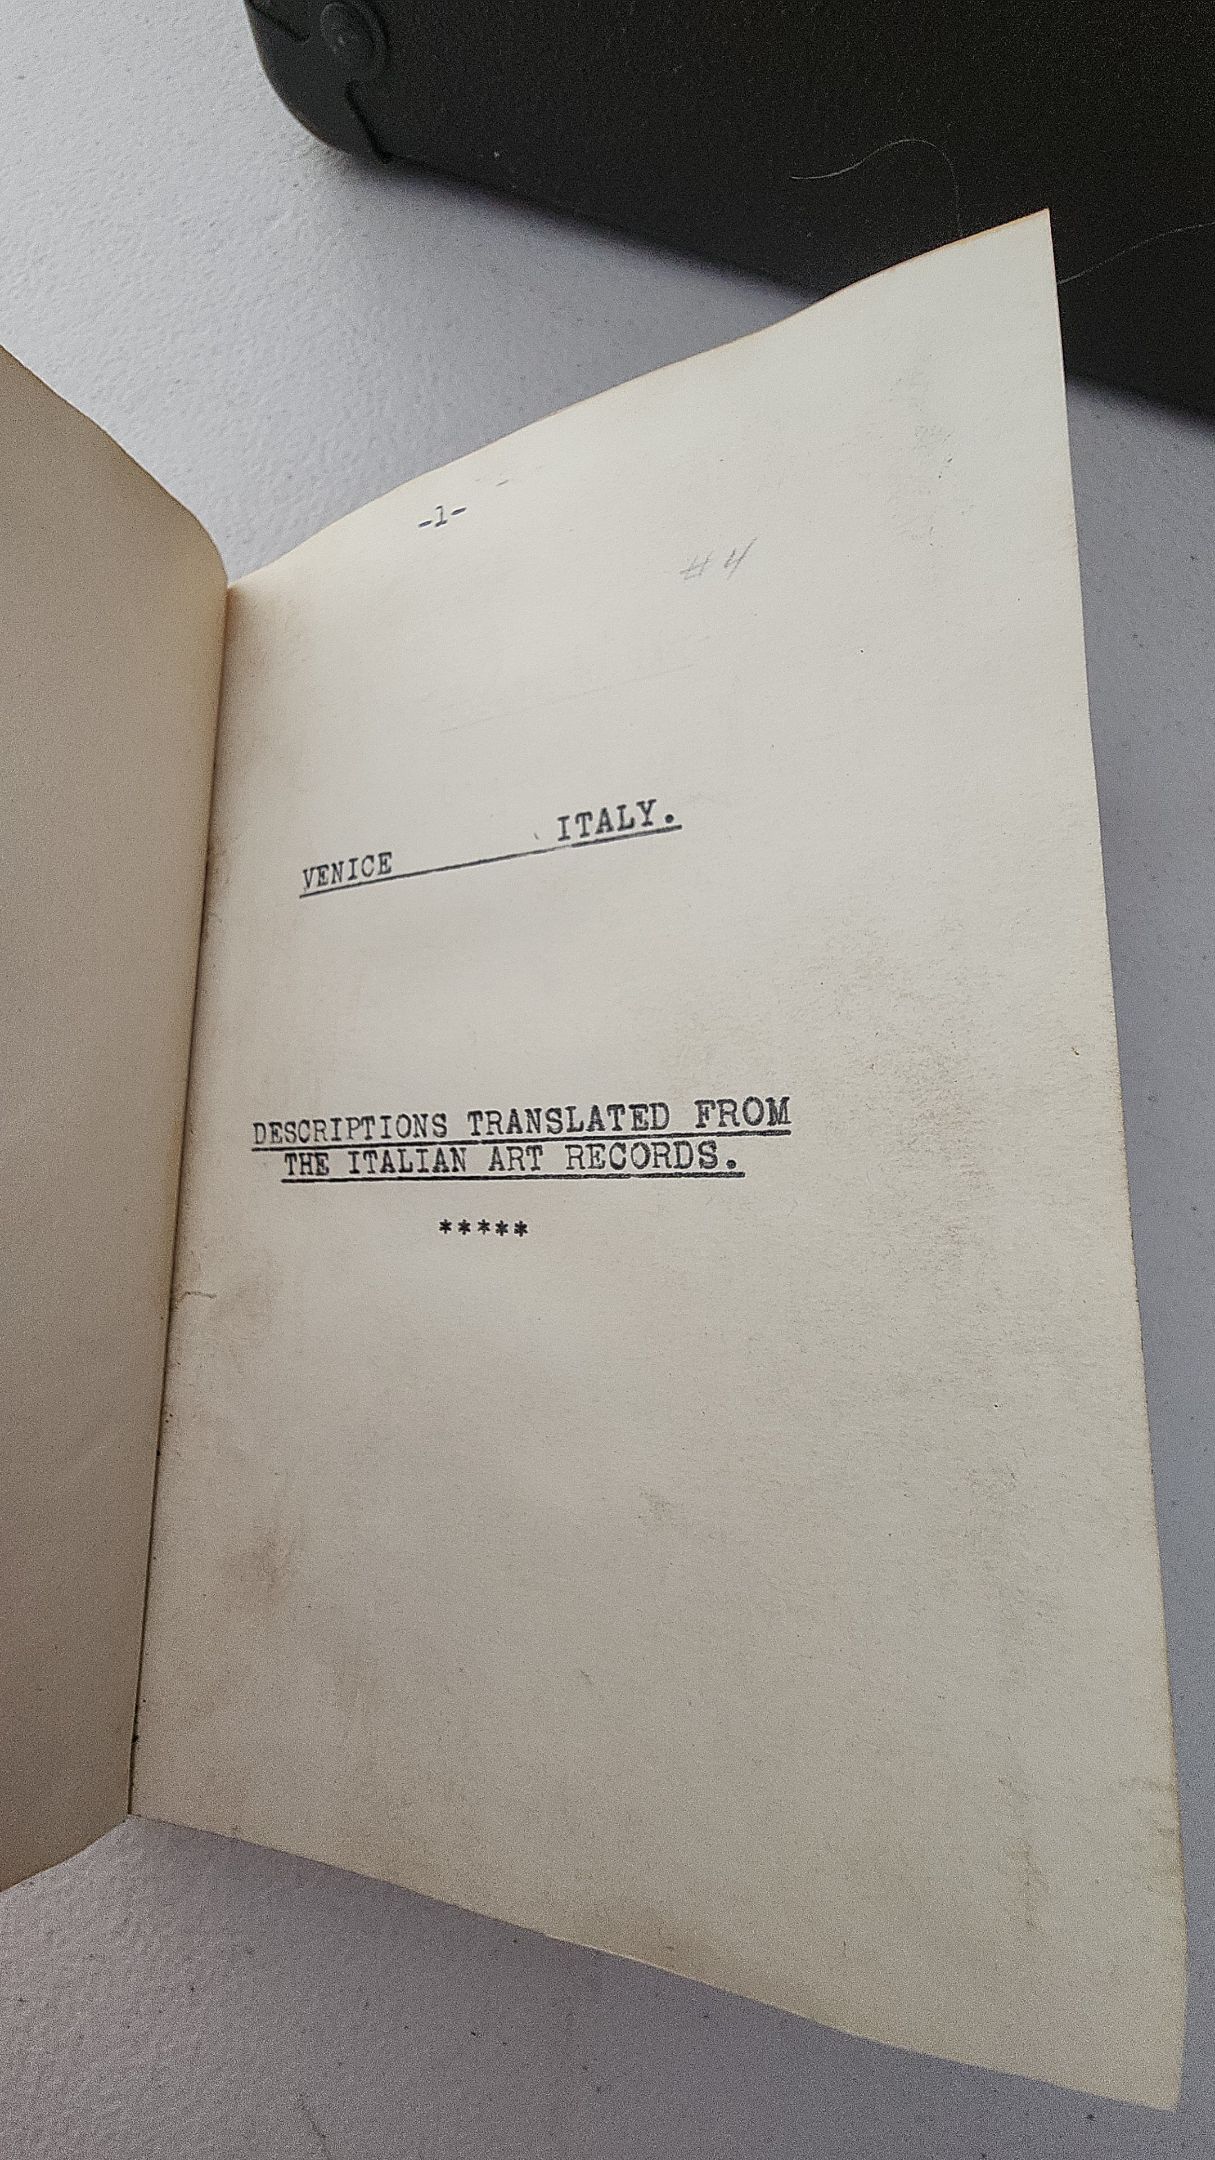 -1-
#4
VENICE ITALY.
DESCRIPTIONS TRANSLATED FROM
THE ITALIAN ART RECORDS.
*****